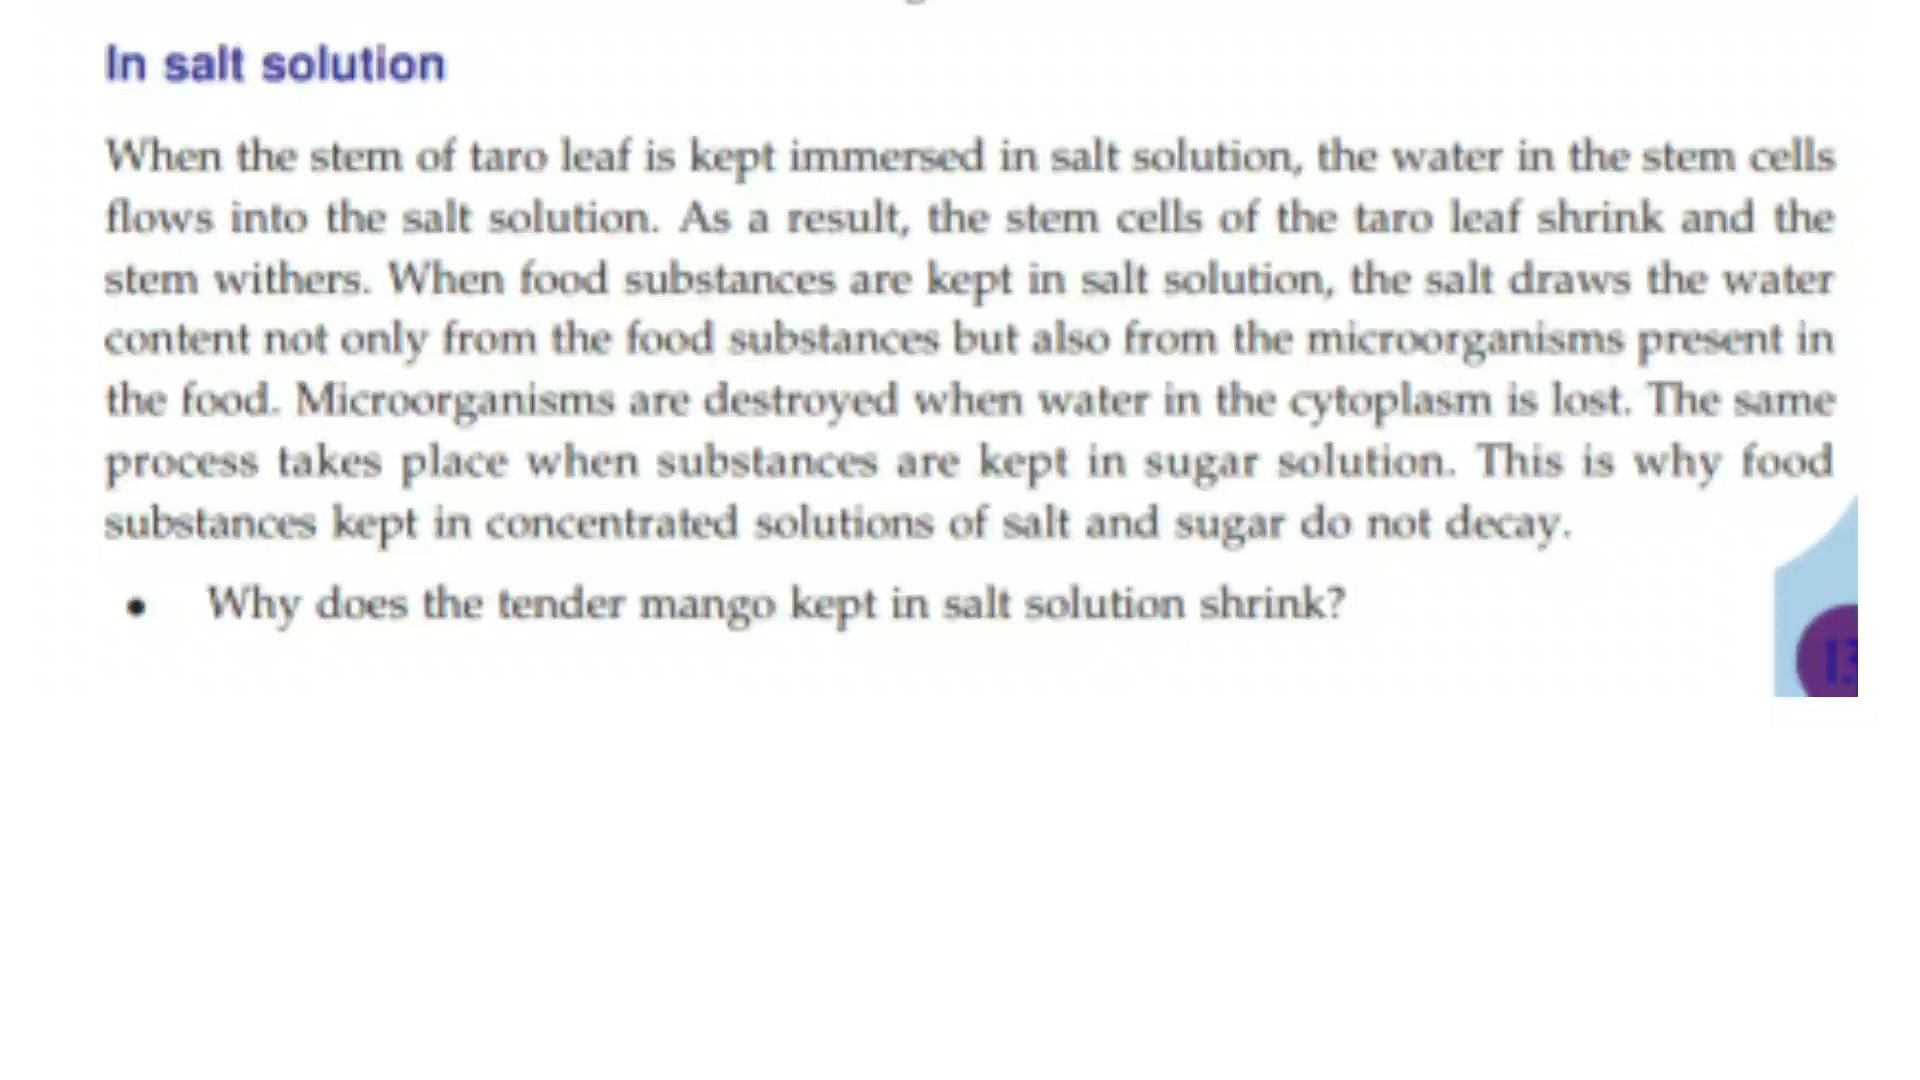 In salt solution
When the stem of taro leaf is kept immersed in salt solution, the water in the stem cells
flows into the salt solution. As a result, the stem cells of the taro leaf shrink and the
stem withers. When food substances are kept in salt solution, the salt draws the water
content not only from the food substances but also from the microorganisms present in
the food. Microorganisms are destroyed when water in the cytoplasm is lost. The same
process takes place when substances are kept in sugar solution. This is why food
substances kept in concentrated solutions of salt and sugar do not decay.
• Why does the tender mango kept in salt solution shrink?